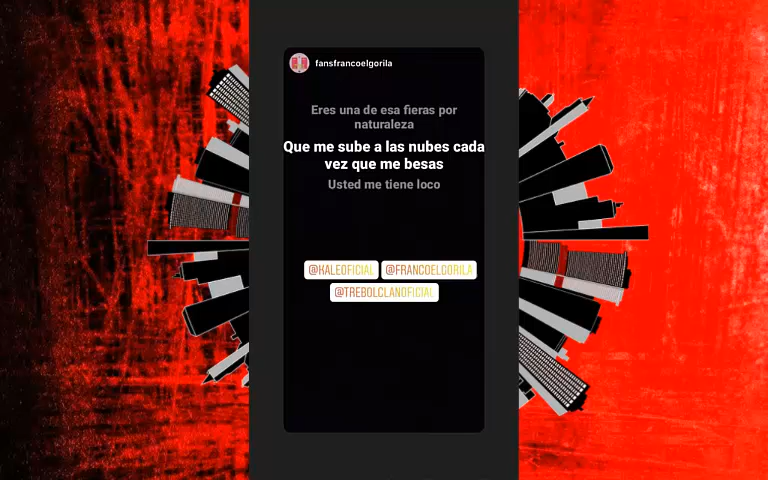 fansfrancoelgorila
Eres una de esa fieras por
naturaleza
Que me sube a las nubes cada
vez que me besas
Usted me tiene loco
@KALEOFICIAL @FRANCOELGORILA
@TREBOLCLANOFICIAL